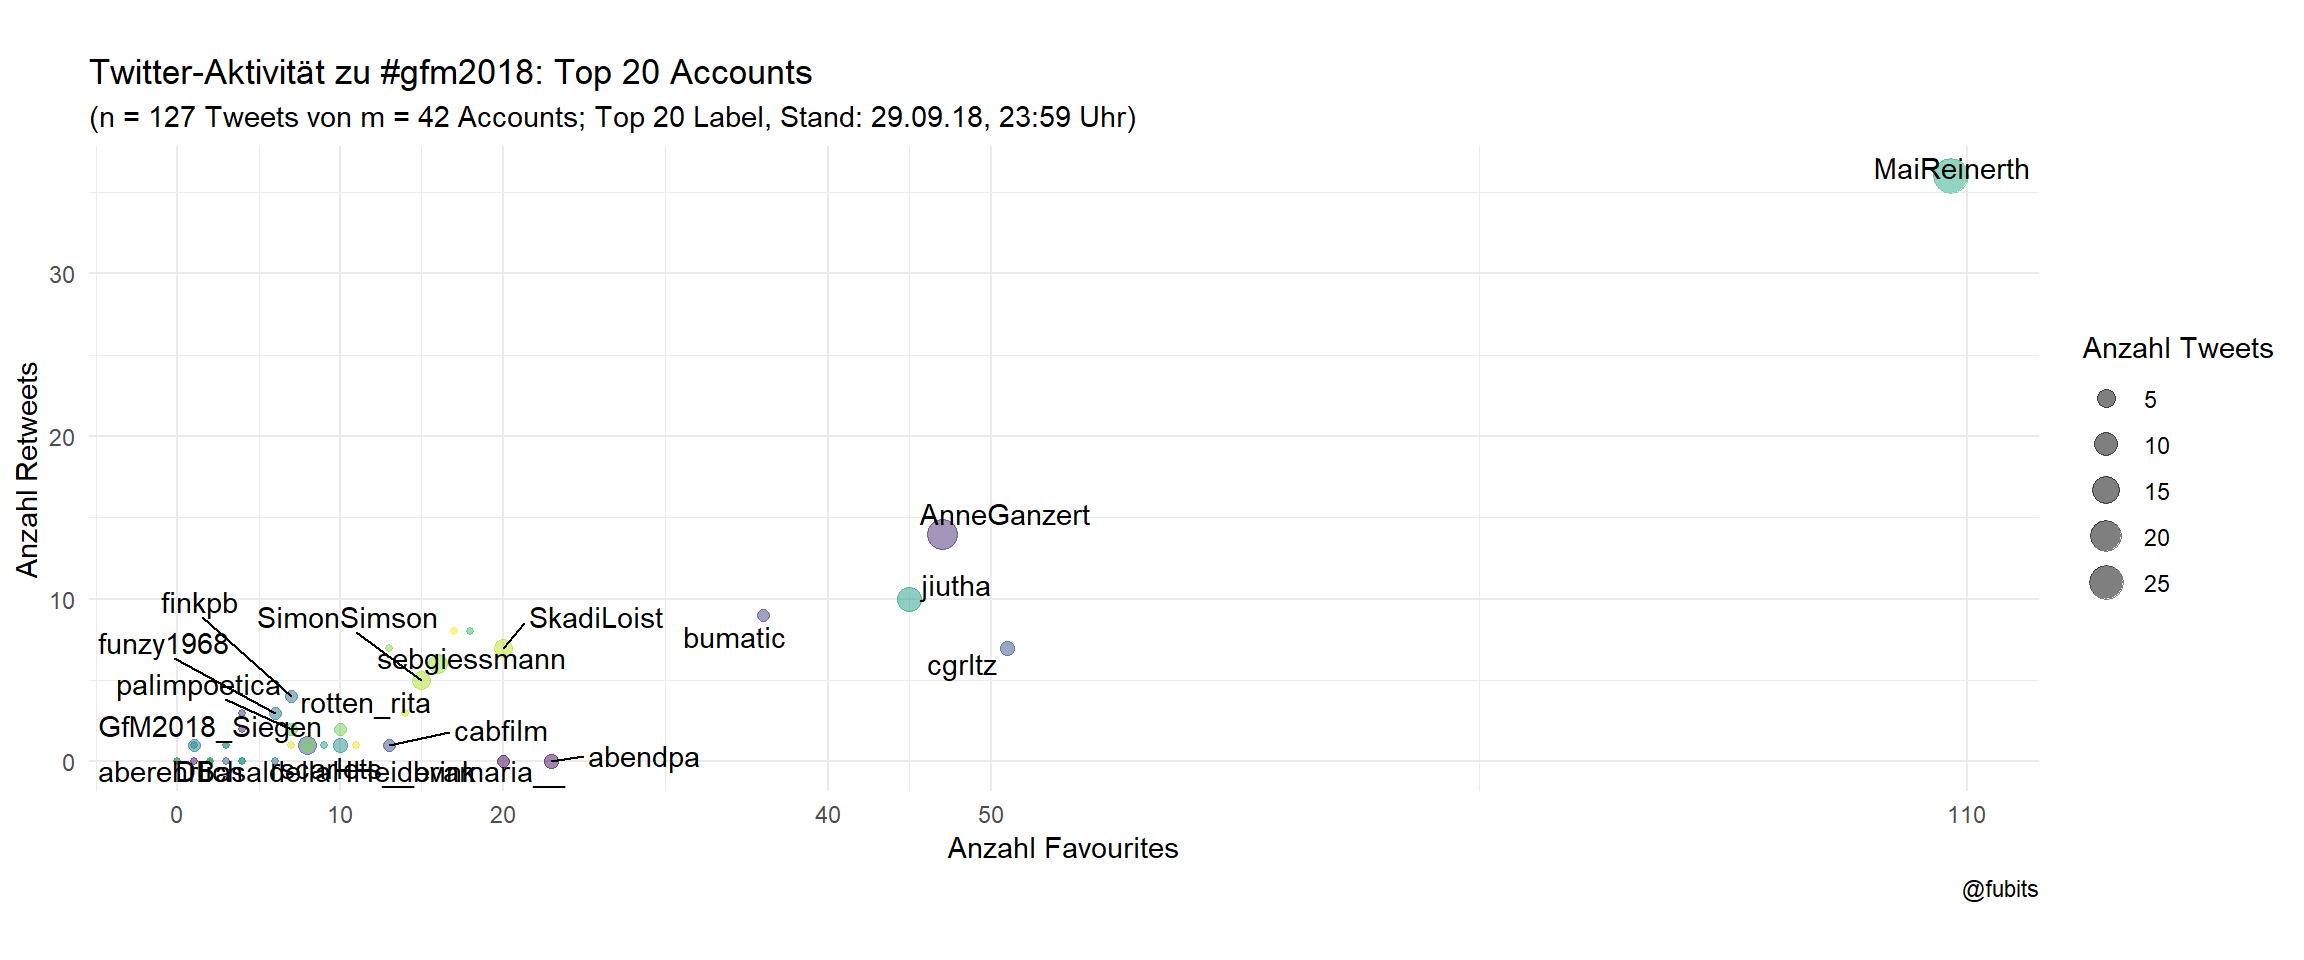 Twitter-Aktivität zu #gfm2018: Top 20 Accounts
(n = 127 Tweets von m = 42 Accounts; Top 20 Label, Stand: 29.09.18, 23:59 Uhr)
MaiReinerth
30
Anzahl Tweets
5
10
15
20
25
20
AnneGanzert
jiutha
10
finkpb
SimonSimson
SkadiLoist
bumatic
funzy1968
sebgiessmann
cgrltz
palimpoetica
rotten_rita
GfM2018_Siegen
cabfilm
abendpa
0
Anzahl Retweets
0
10
20
40
50
110
Anzahl Favourites
@fubits